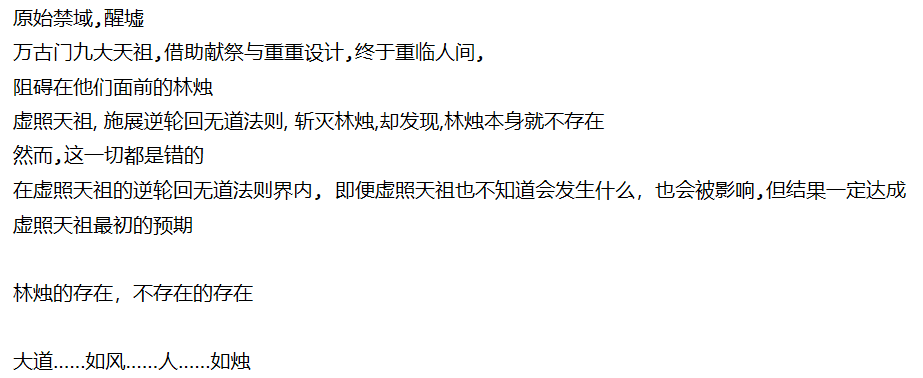 原始禁域,醒墟
万古门九大天祖,借助献祭与重重设计,终于重临人间,
阻碍在他们面前的林烛
虚照天祖, 施展逆轮回无道法则, 斩灭林烛,却发现,林烛本身就不存在
然而,这一切都是错的
在虚照天祖的逆轮回无道法则界内，即便虚照天祖也不知道会发生什么，也会被影响,但结果一定达成
虚照天祖最初的预期
林烛的存在，不存在的存在
大道......如风......人......如烛